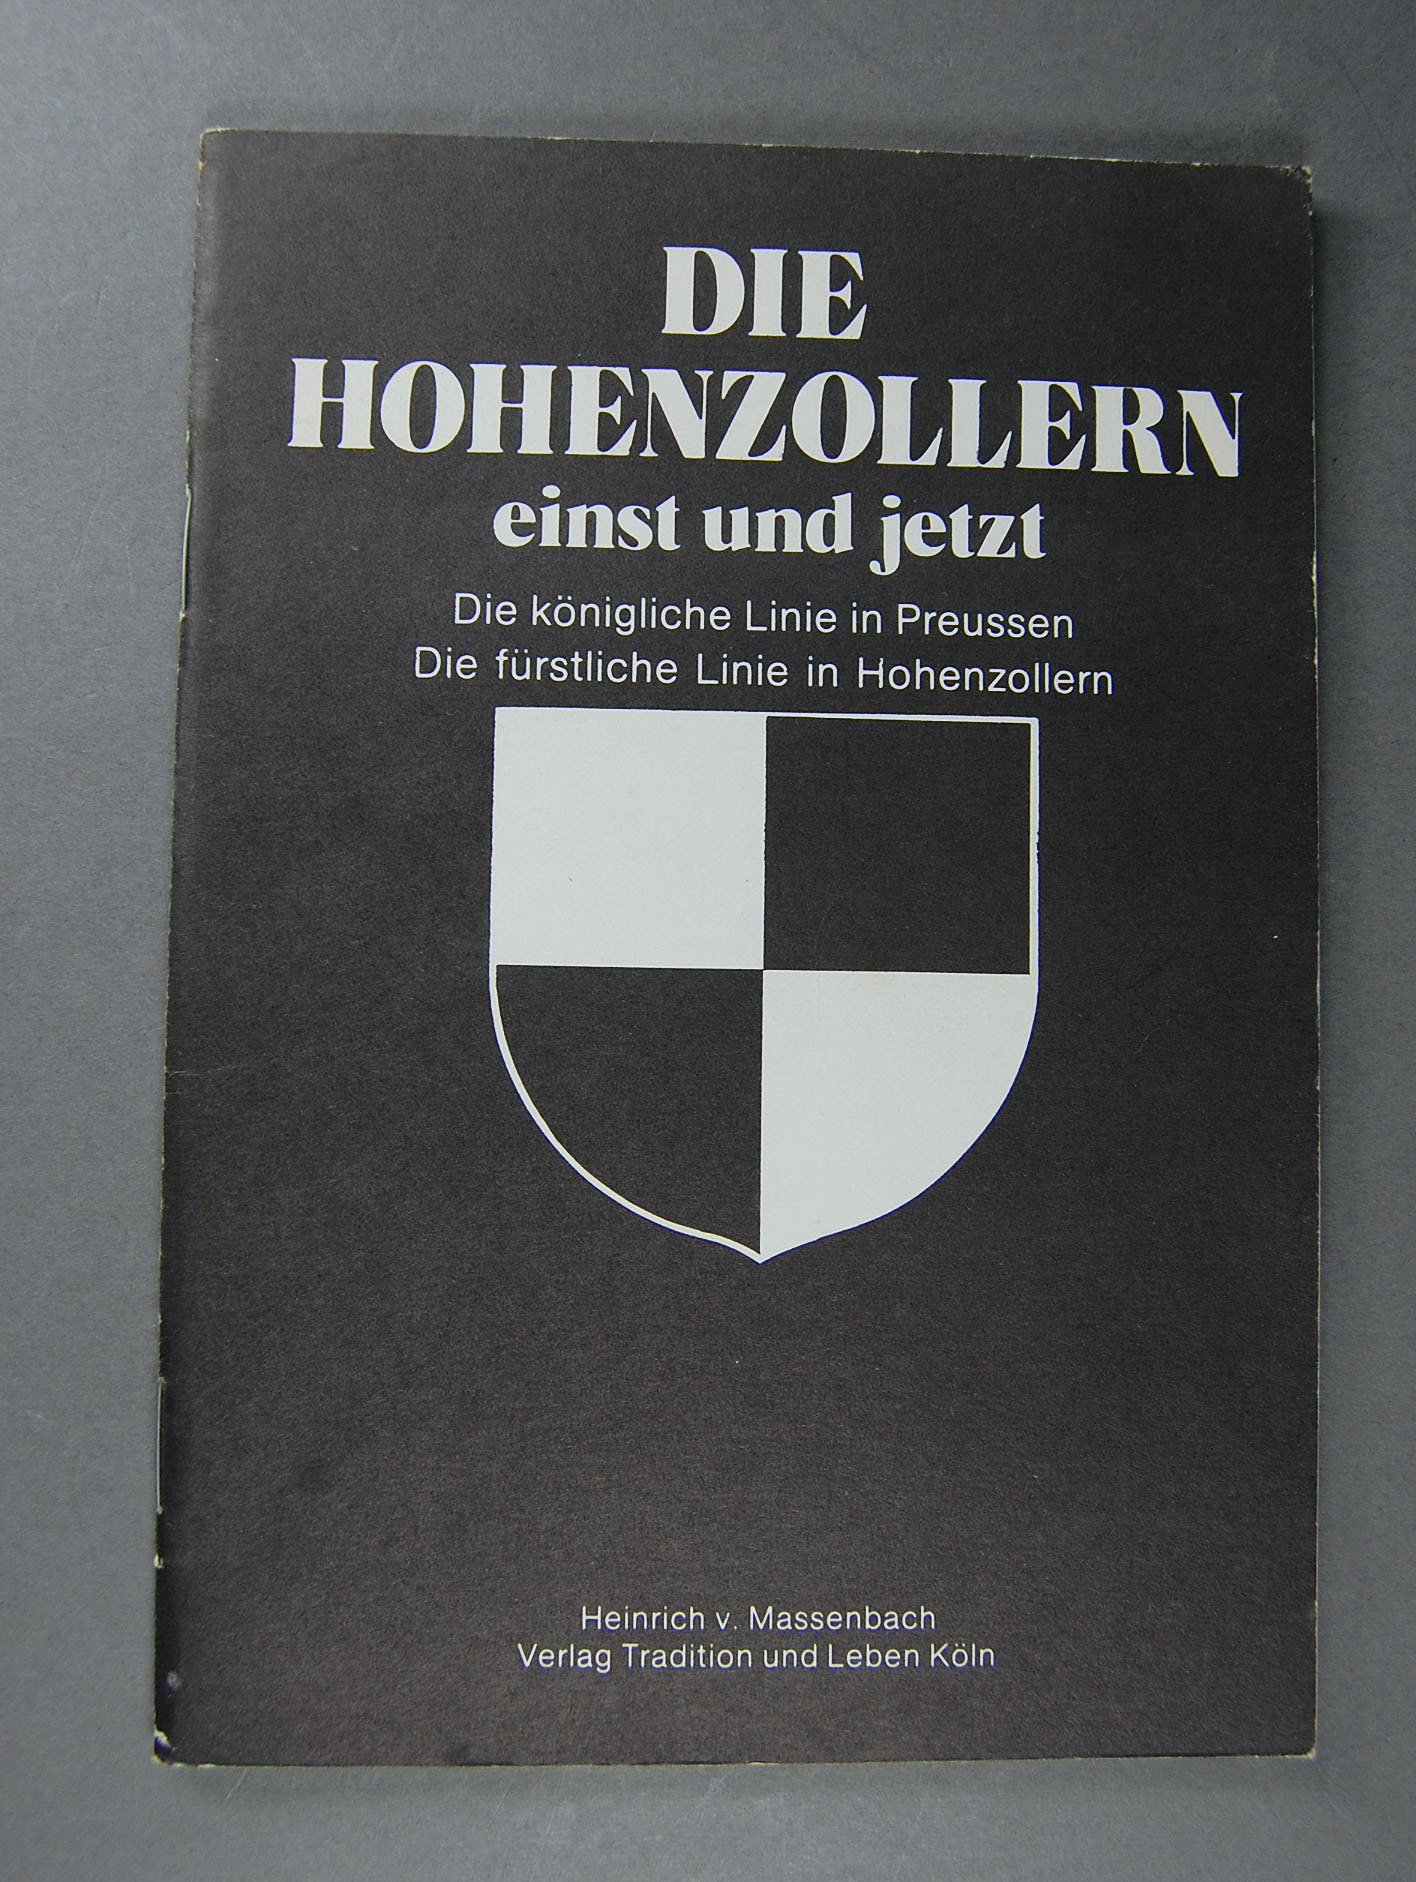 DIE
HOHENZOLLERN
einst und jetzt
Die königliche Linie in Preussen
Die fürstliche Linie in Hohenzollern
Heinrich v. Massenbach
Verlag Tradition und Leben Köln